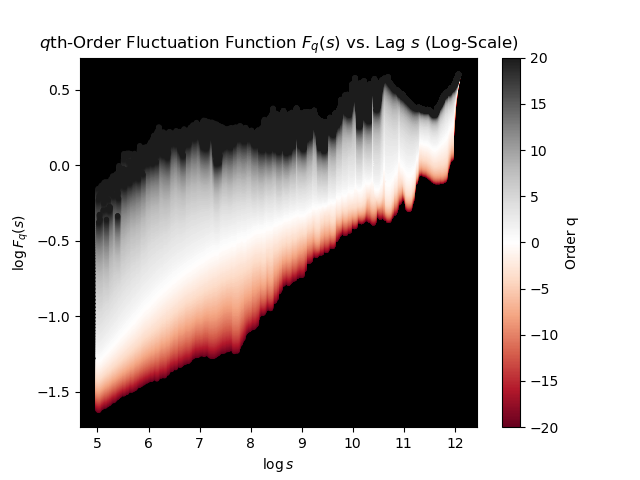 qth-Order Fluctuation Function F_q(s) vs. Lag s (Log-Scale)
log F_q(s)
0.5
0.0
−0.5
−1.0
−1.5
5 6 7 8 9 10 11 12
log s
20
15
10
5
0
−5
−10
−15
−20
Order q